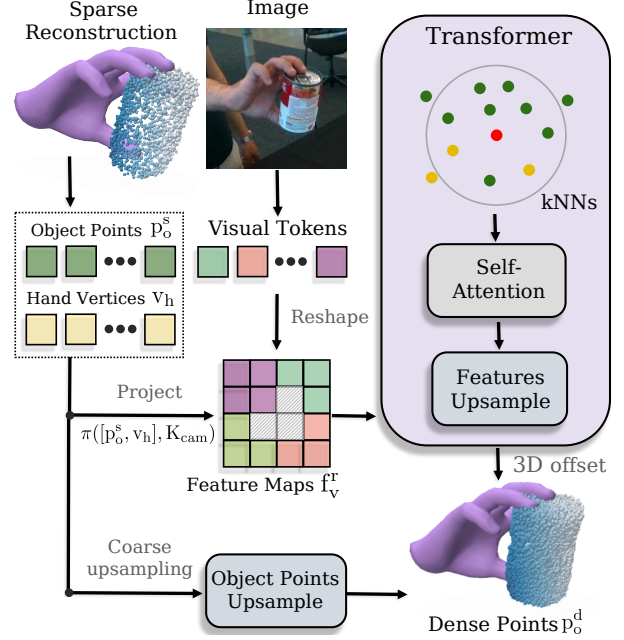 Sparse
Reconstruction
Image
Transformer
kNNs
Object Points p_o^s
Hand Vertices v_h
Visual Tokens
Self-
Attention
Reshape
Features
Upsample
Project
π([p_o^s, v_h], K_cam)
Feature Maps f_v^r
3D offset
Coarse
upsampling
Object Points
Upsample
Dense Points p_o^d